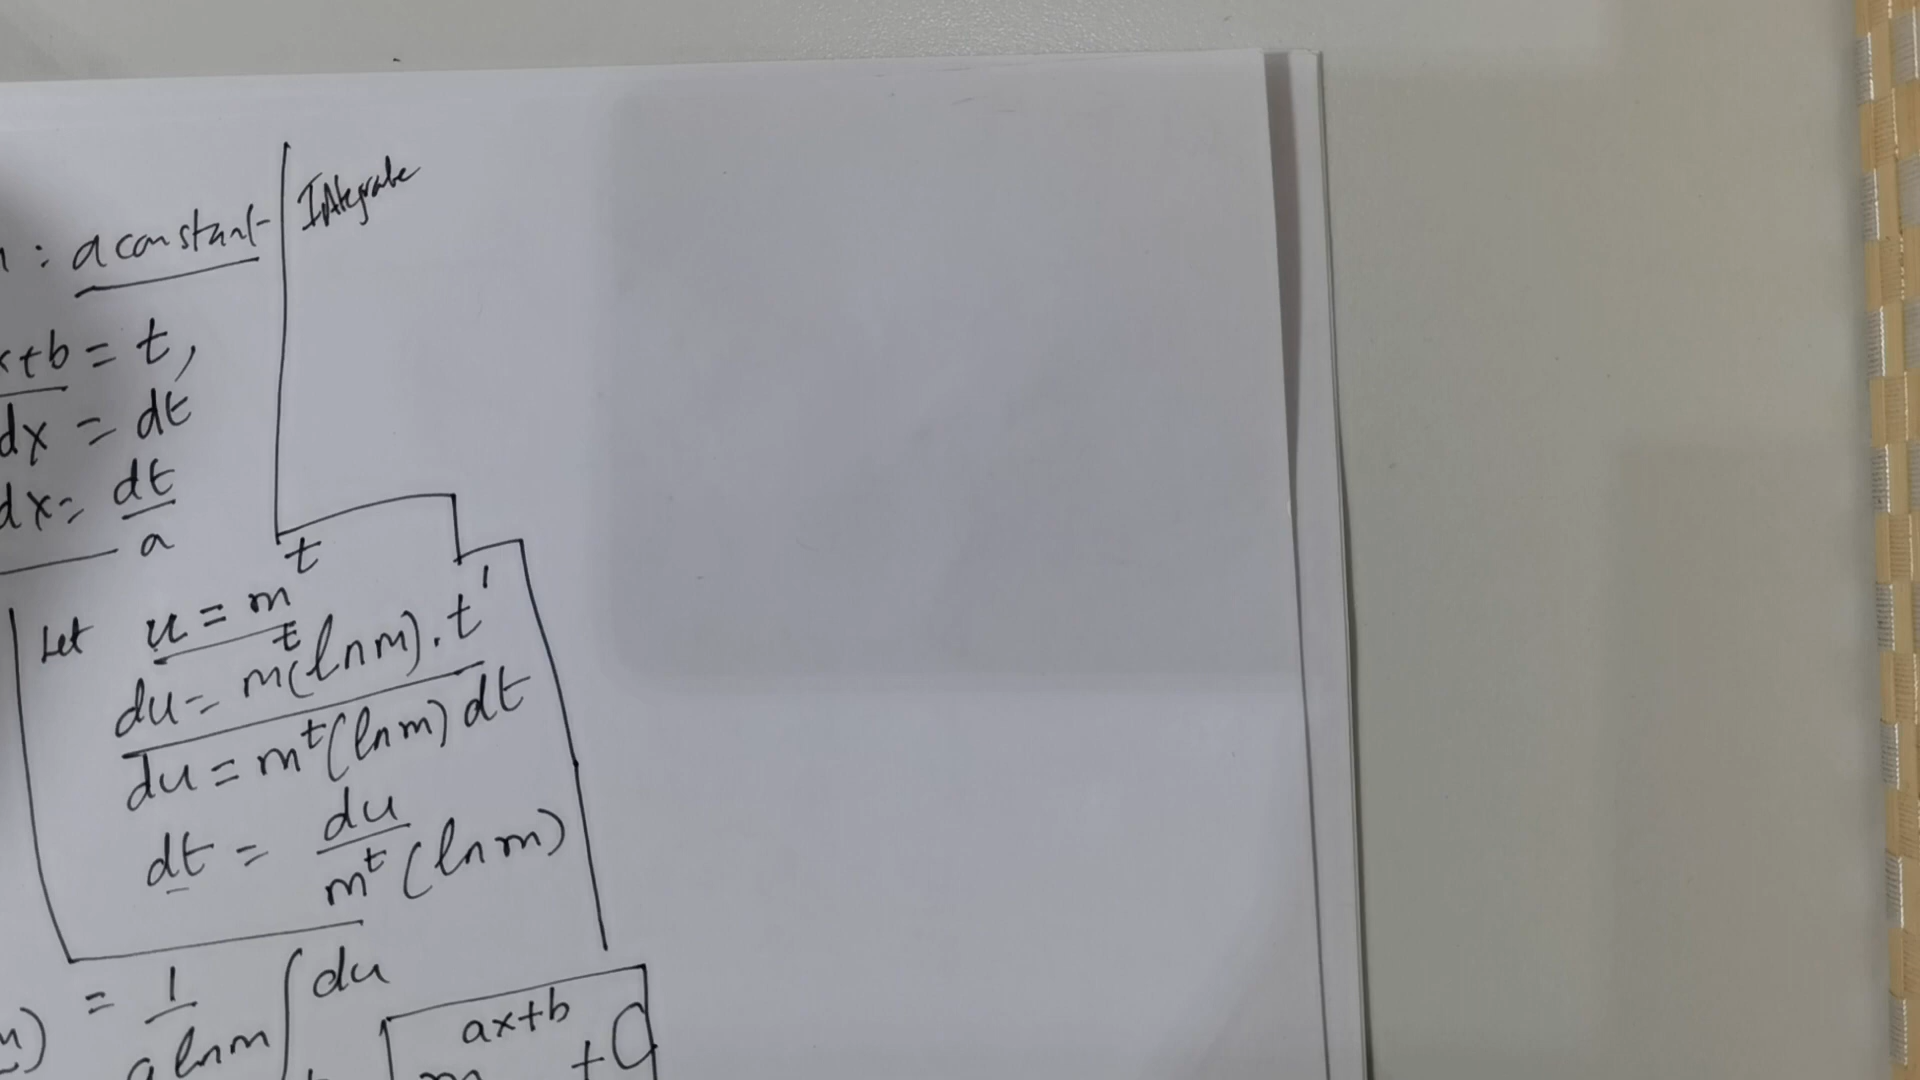 : a constant
Integrate
x+b = t,
dx = dt
dx = dt/a
Let u = m^t
du = m^t(ln m).t'
du = m^t(ln m) dt
dt = du/m^t(ln m)
= 1/a ln m ∫ du
m^ax+b + C